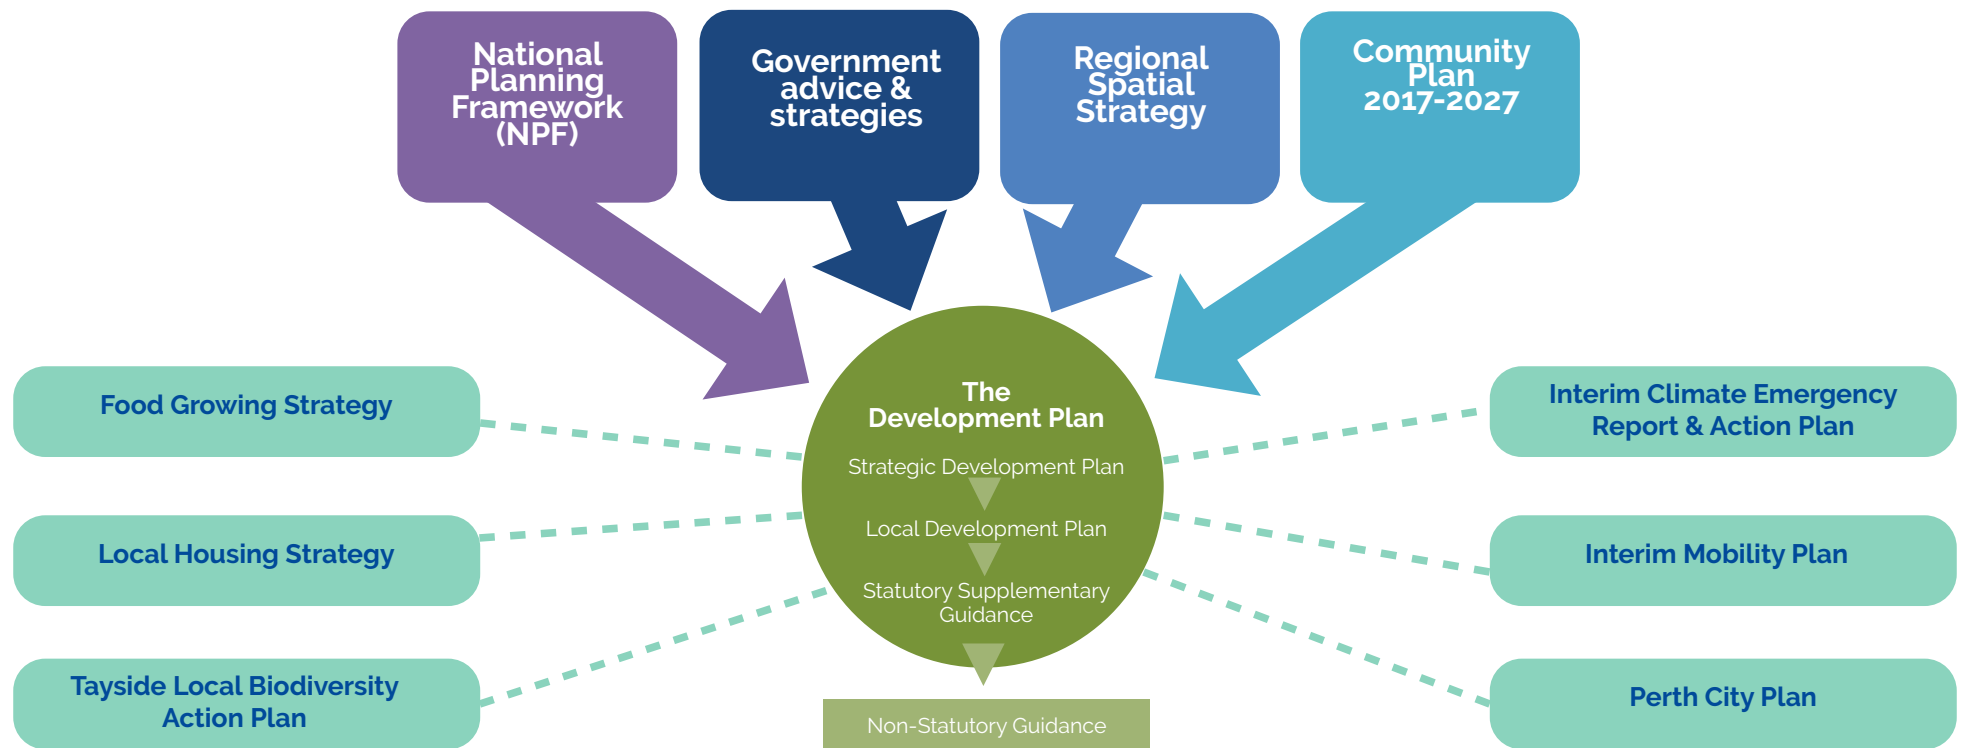 National
Planning
Framework
(NPF)
Government
advice &
strategies
Regional
Spatial
Strategy
Community
Plan
2017-2027
Food Growing Strategy
Local Housing Strategy
Tayside Local Biodiversity
Action Plan
The
Development Plan
Strategic Development Plan
Local Development Plan
Statutory Supplementary
Guidance
Non-Statutory Guidance
Interim Climate Emergency
Report & Action Plan
Interim Mobility Plan
Perth City Plan